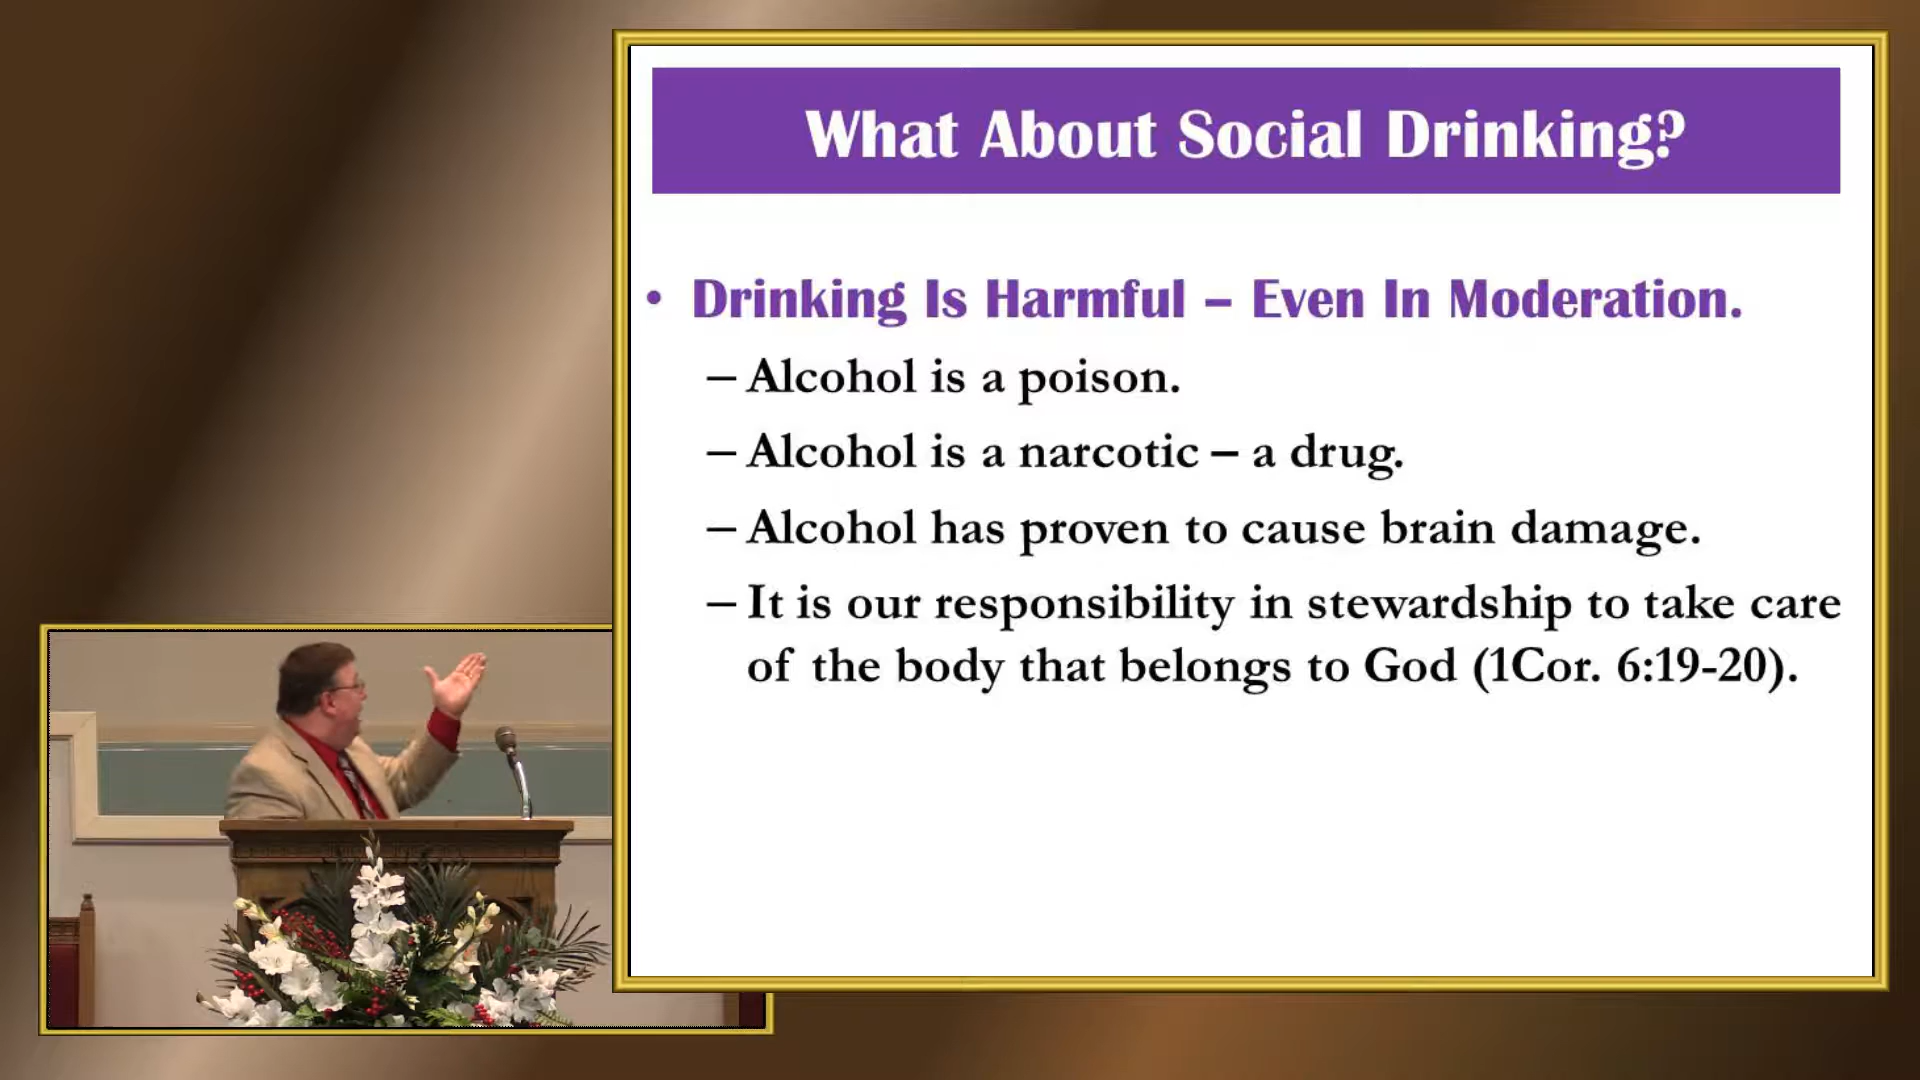 What About Social Drinking?
• Drinking Is Harmful – Even In Moderation.
– Alcohol is a poison.
– Alcohol is a narcotic – a drug.
– Alcohol has proven to cause brain damage.
– It is our responsibility in stewardship to take care
of the body that belongs to God (1Cor. 6:19-20).